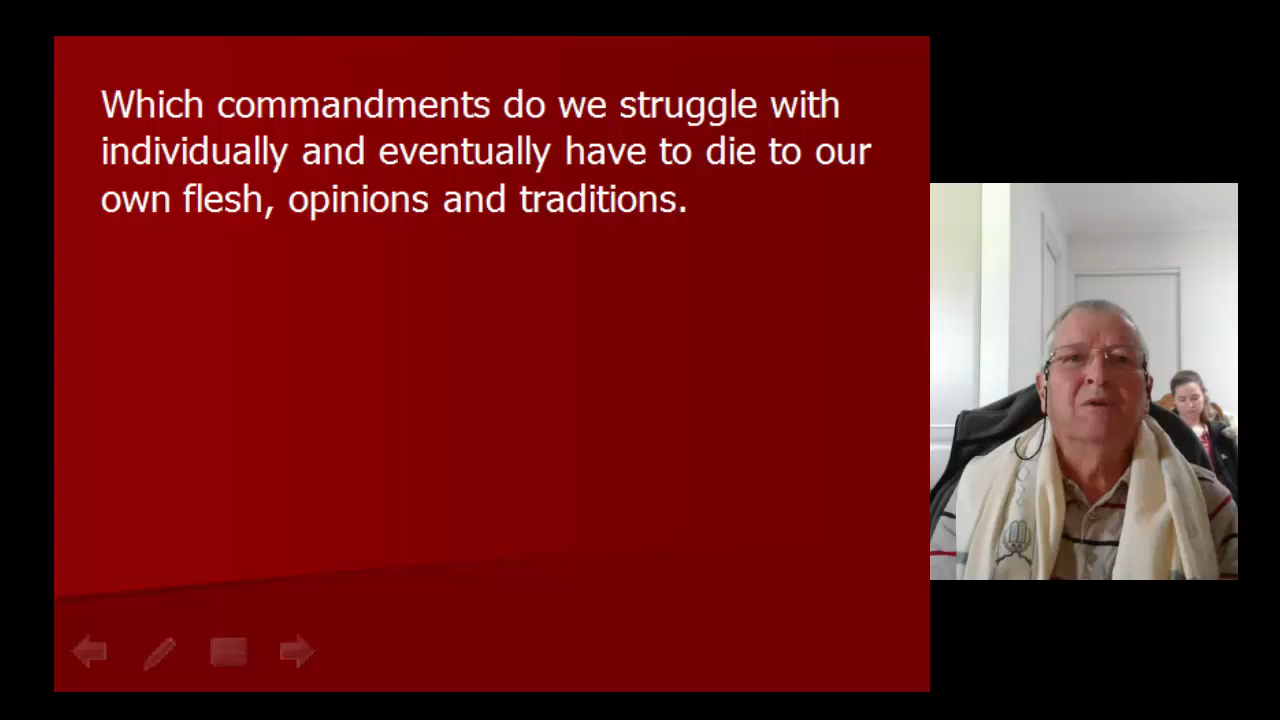 Which commandments do we struggle with
individually and eventually have to die to our
own flesh, opinions and traditions.